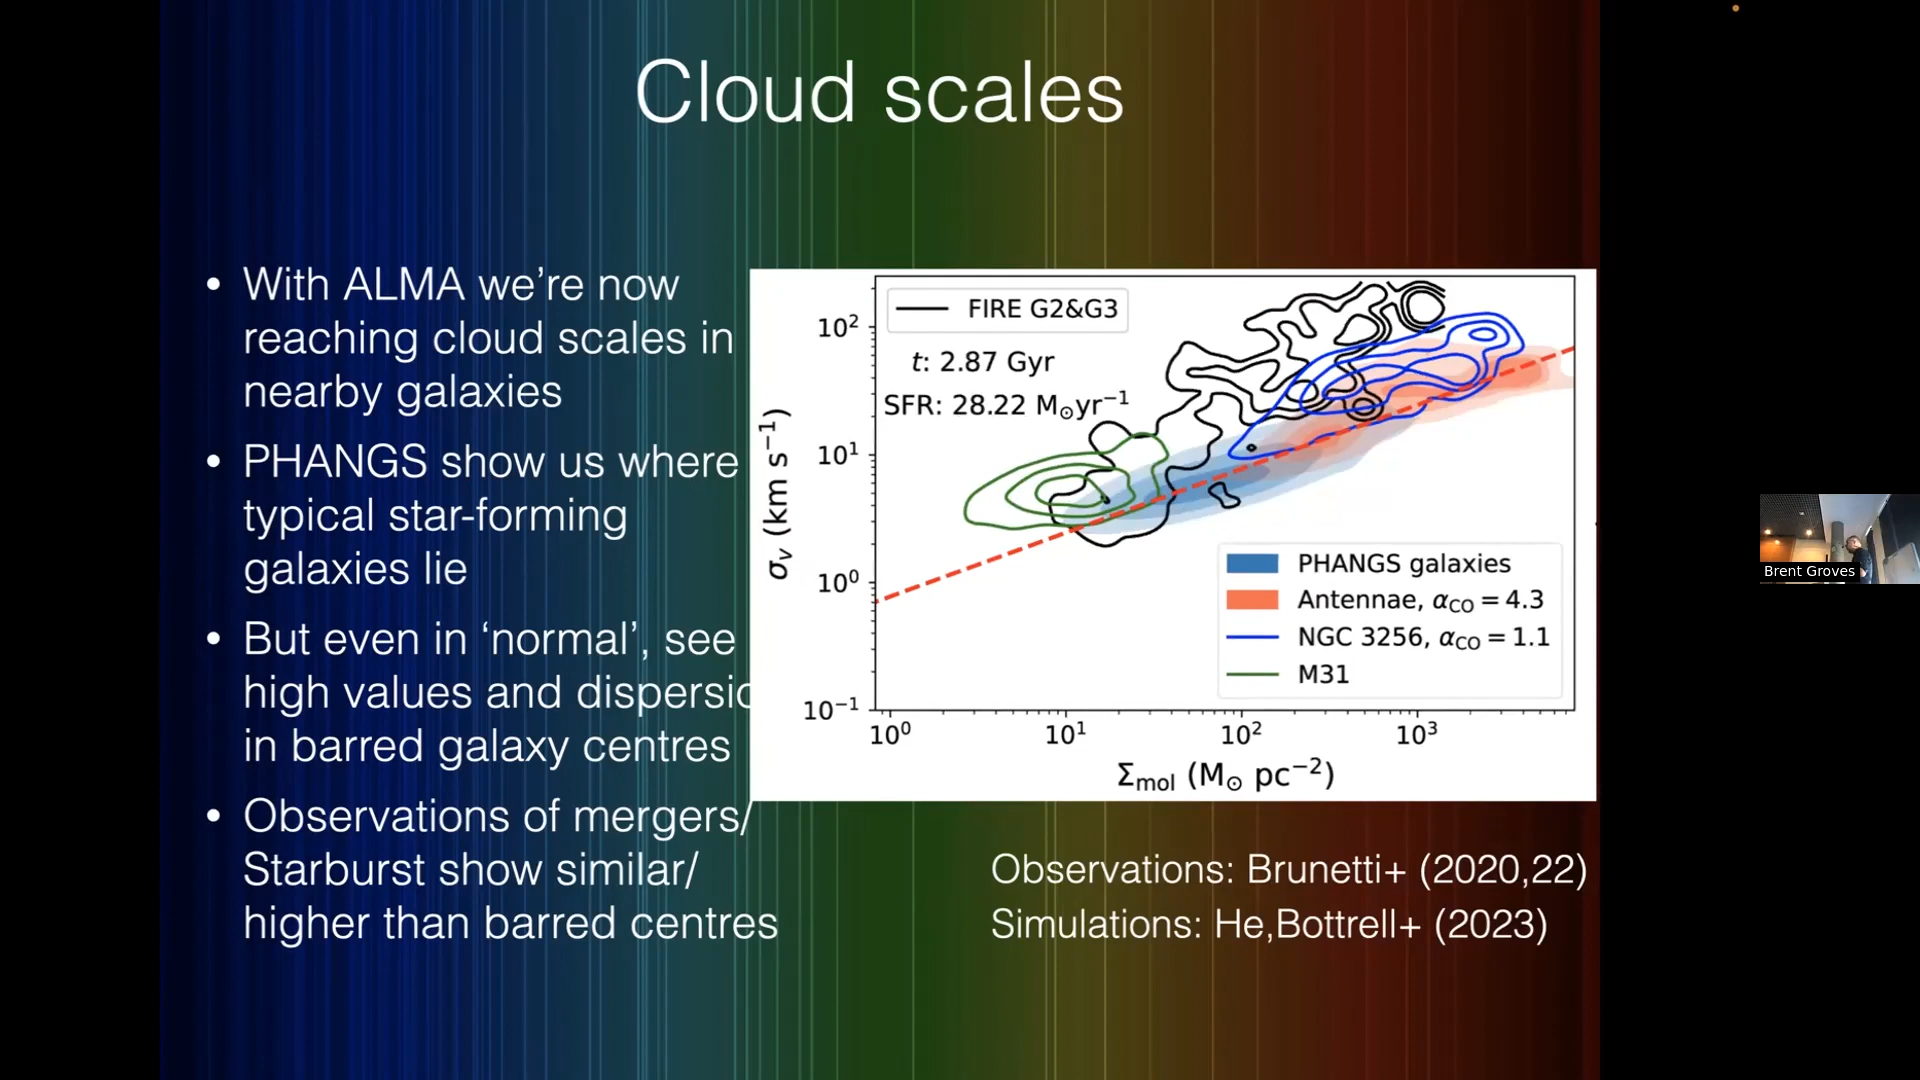 Cloud scales
• With ALMA we're now
reaching cloud scales in
nearby galaxies
• PHANGS show us where
typical star-forming
galaxies lie
• But even in ‘normal’, see
high values and dispersio
in barred galaxy centres
• Observations of mergers/
Starburst show similar/
higher than barred centres
FIRE G2&G3
t: 2.87 Gyr
SFR: 28.22 M⊙yr⁻¹
10²
10¹
10⁰
10⁻¹
σᵥ (km s⁻¹)
PHANGS galaxies
Antennae, α_CO = 4.3
NGC 3256, α_CO = 1.1
M31
10⁰ 10¹ 10² 10³
Σ_mol (M⊙ pc⁻²)
Observations: Brunetti+ (2020,22)
Simulations: He,Bottrell+ (2023)
Brent Groves